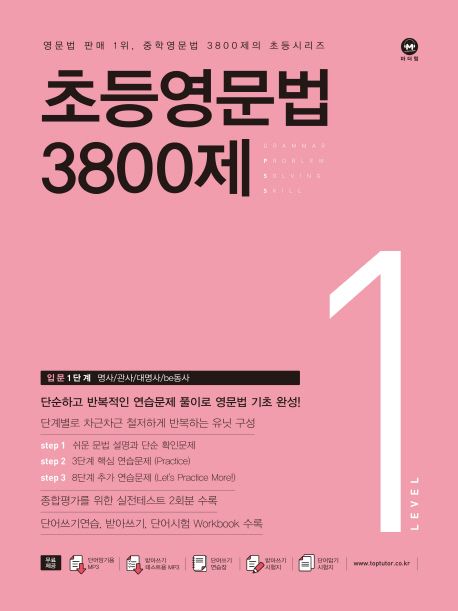 영문법 판매 1위, 중학영문법 3800제의 초등시리즈
마더텅
초등영문법
3800제
GRAMMAR
PROBLEM
SOLVING
SKILL
1
LEVEL
입문 1단계 명사/관사/대명사/be동사
단순하고 반복적인 연습문제 풀이로 영문법 기초 완성!
단계별로 차근차근 철저하게 반복하는 유닛 구성
step 1 쉬운 문법 설명과 단순 확인문제
step 2 3단계 핵심 연습문제 (Practice)
step 3 8단계 추가 연습문제 (Let's Practice More!)
종합평가를 위한 실전테스트 2회분 수록
단어쓰기연습, 받아쓰기, 단어시험 Workbook 수록
무료
제공
단어암기용
MP3
받아쓰기
테스트용 MP3
단어쓰기
연습장
받아쓰기
시험지
단어암기
시험지
www.toptutor.co.kr